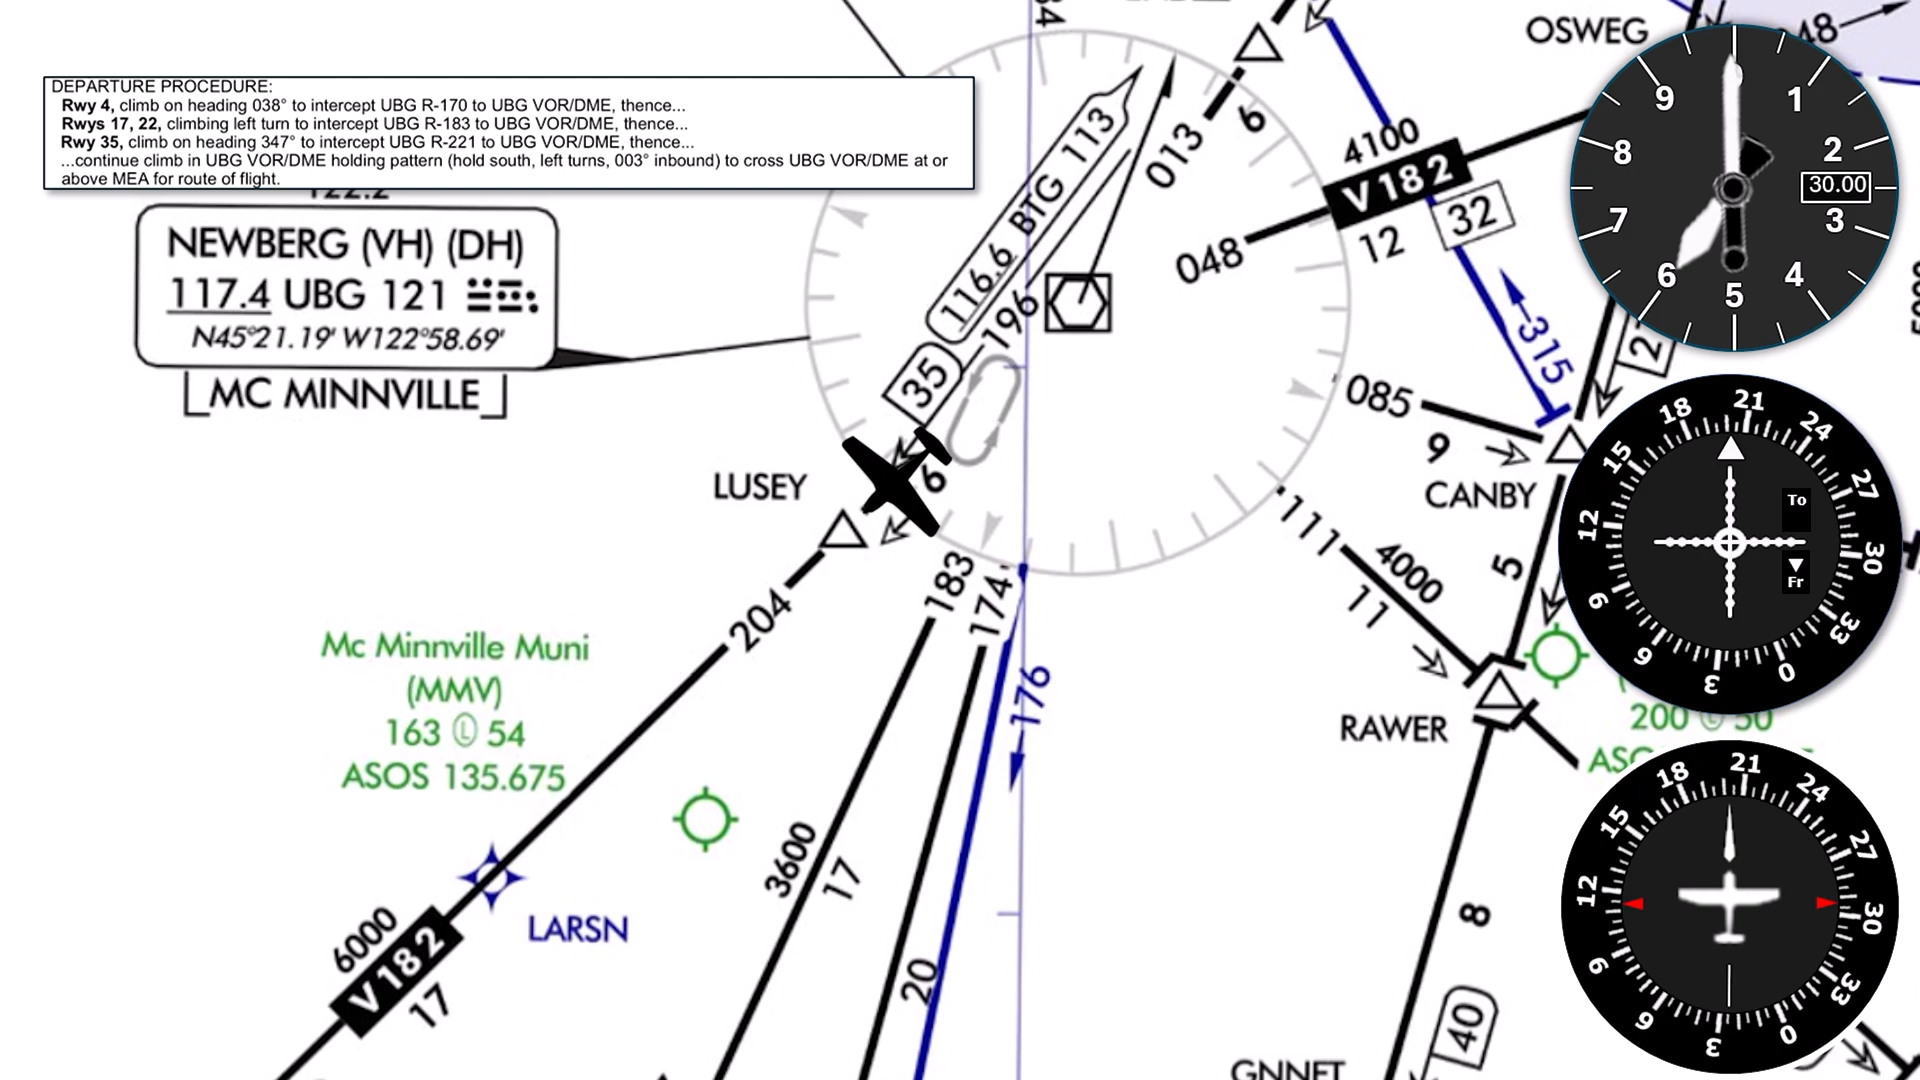 DEPARTURE PROCEDURE:
Rwy 4, climb on heading 038° to intercept UBG R-170 to UBG VOR/DME, thence...
Rwys 17, 22, climbing left turn to intercept UBG R-183 to UBG VOR/DME, thence...
Rwy 35, climb on heading 347° to intercept UBG R-221 to UBG VOR/DME, thence...
...continue climb in UBG VOR/DME holding pattern (hold south, left turns, 003° inbound) to cross UBG VOR/DME at or
above MEA for route of flight.
122.2
NEWBERG (VH) (DH)
117.4 UBG 121
N45°21.19' W122°58.69'
MC MINNVILLE
116.6 BTG 113
013
6
196
35
4100
V 182
12
32
048
OSWEG
48
315
085
9
CANBY
111
4000
11
5
RAWER
8
40
LUSEY
6
204
183
174
176
Mc Minnville Muni
(MMV)
163 Ⓛ 54
ASOS 135.675
LARSN
6000
V 182
17
3600
17
20
200 Ⓛ 50
9
1
8
2
30.00
7
3
6
4
5
18
21
24
15
27
12
30
6
33
6
3
0
To
Fr
18
21
24
15
27
12
30
9
33
6
3
0